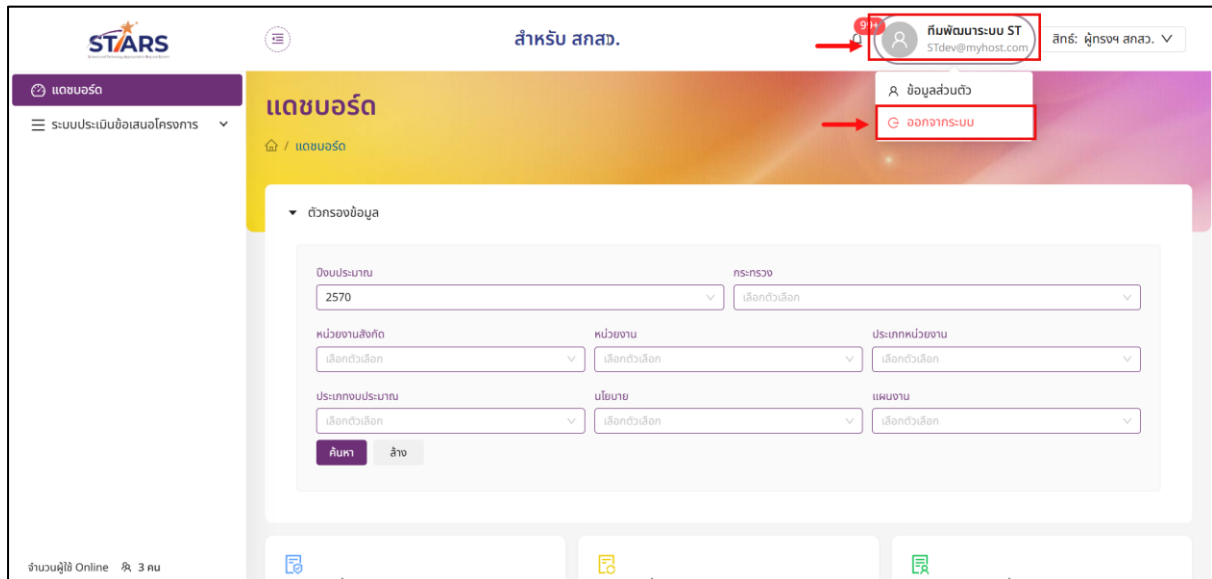 STARS
สำหรับ สกสว.
99+
ทีมพัฒนาระบบ ST
STdev@myhost.com
สิทธ์: ผู้ทรงฯ สกสว.
แดชบอร์ด
ระบบประเมินข้อเสนอโครงการ
ข้อมูลส่วนตัว
ออกจากระบบ
แดชบอร์ด
/ แดชบอร์ด
ตัวกรองข้อมูล
ปีงบประมาณ
กระทรวง
2570
เลือกตัวเลือก
หน่วยงานสังกัด
หน่วยงาน
ประเภทหน่วยงาน
เลือกตัวเลือก
เลือกตัวเลือก
เลือกตัวเลือก
ประเภทงบประมาณ
นโยบาย
แผนงาน
เลือกตัวเลือก
เลือกตัวเลือก
เลือกตัวเลือก
ค้นหา
ล้าง
จำนวนผู้ใช้ Online 3 คน